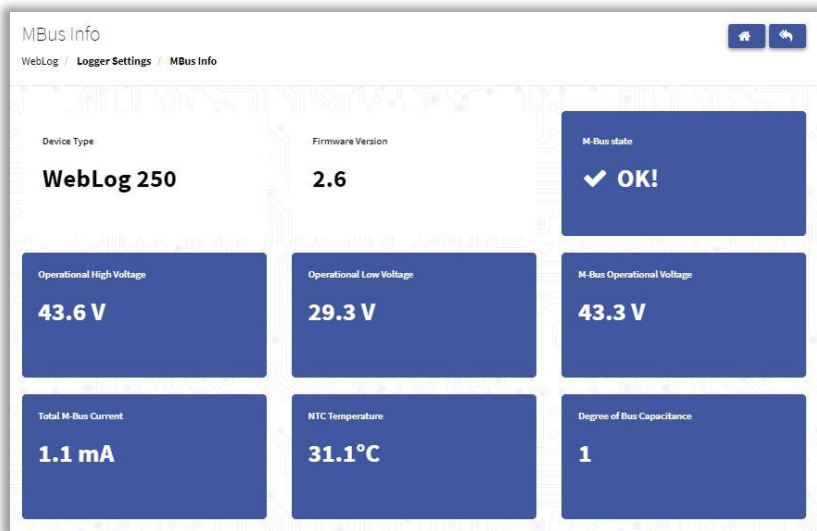 MBus Info
WebLog / Logger Settings / MBus Info
Device Type
WebLog 250
Firmware Version
2.6
M-Bus state
OK!
Operational High Voltage
43.6 V
Operational Low Voltage
29.3 V
M-Bus Operational Voltage
43.3 V
Total M-Bus Current
1.1 mA
NTC Temperature
31.1°C
Degree of Bus Capacitance
1